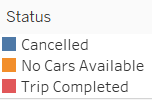 Status
Cancelled
No Cars Available
Trip Completed